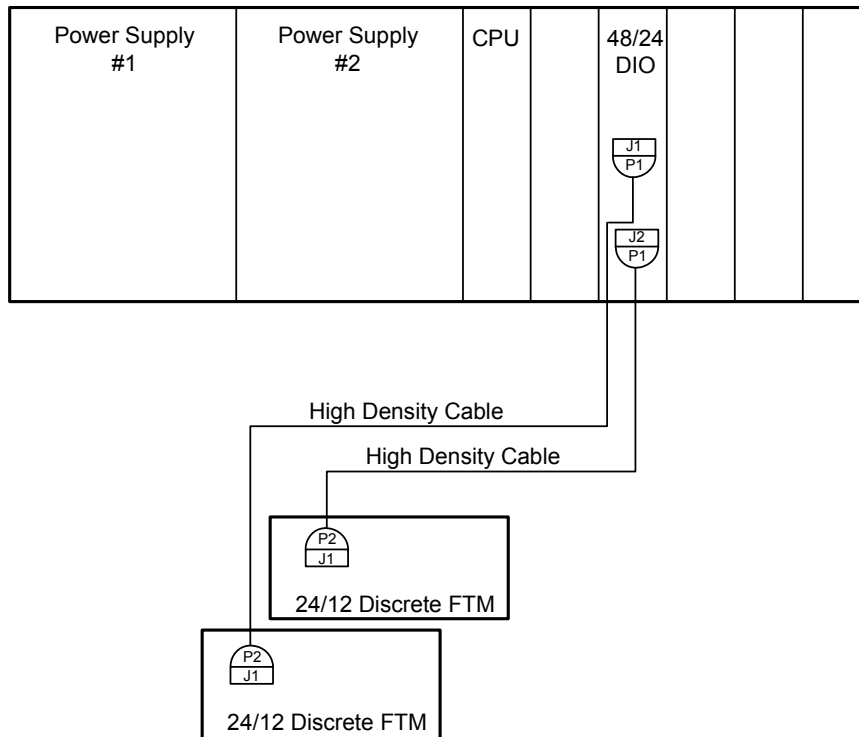 Power Supply
#1
Power Supply
#2
CPU
48/24
DIO
J1
P1
J2
P1
High Density Cable
High Density Cable
P2
J1
24/12 Discrete FTM
P2
J1
24/12 Discrete FTM